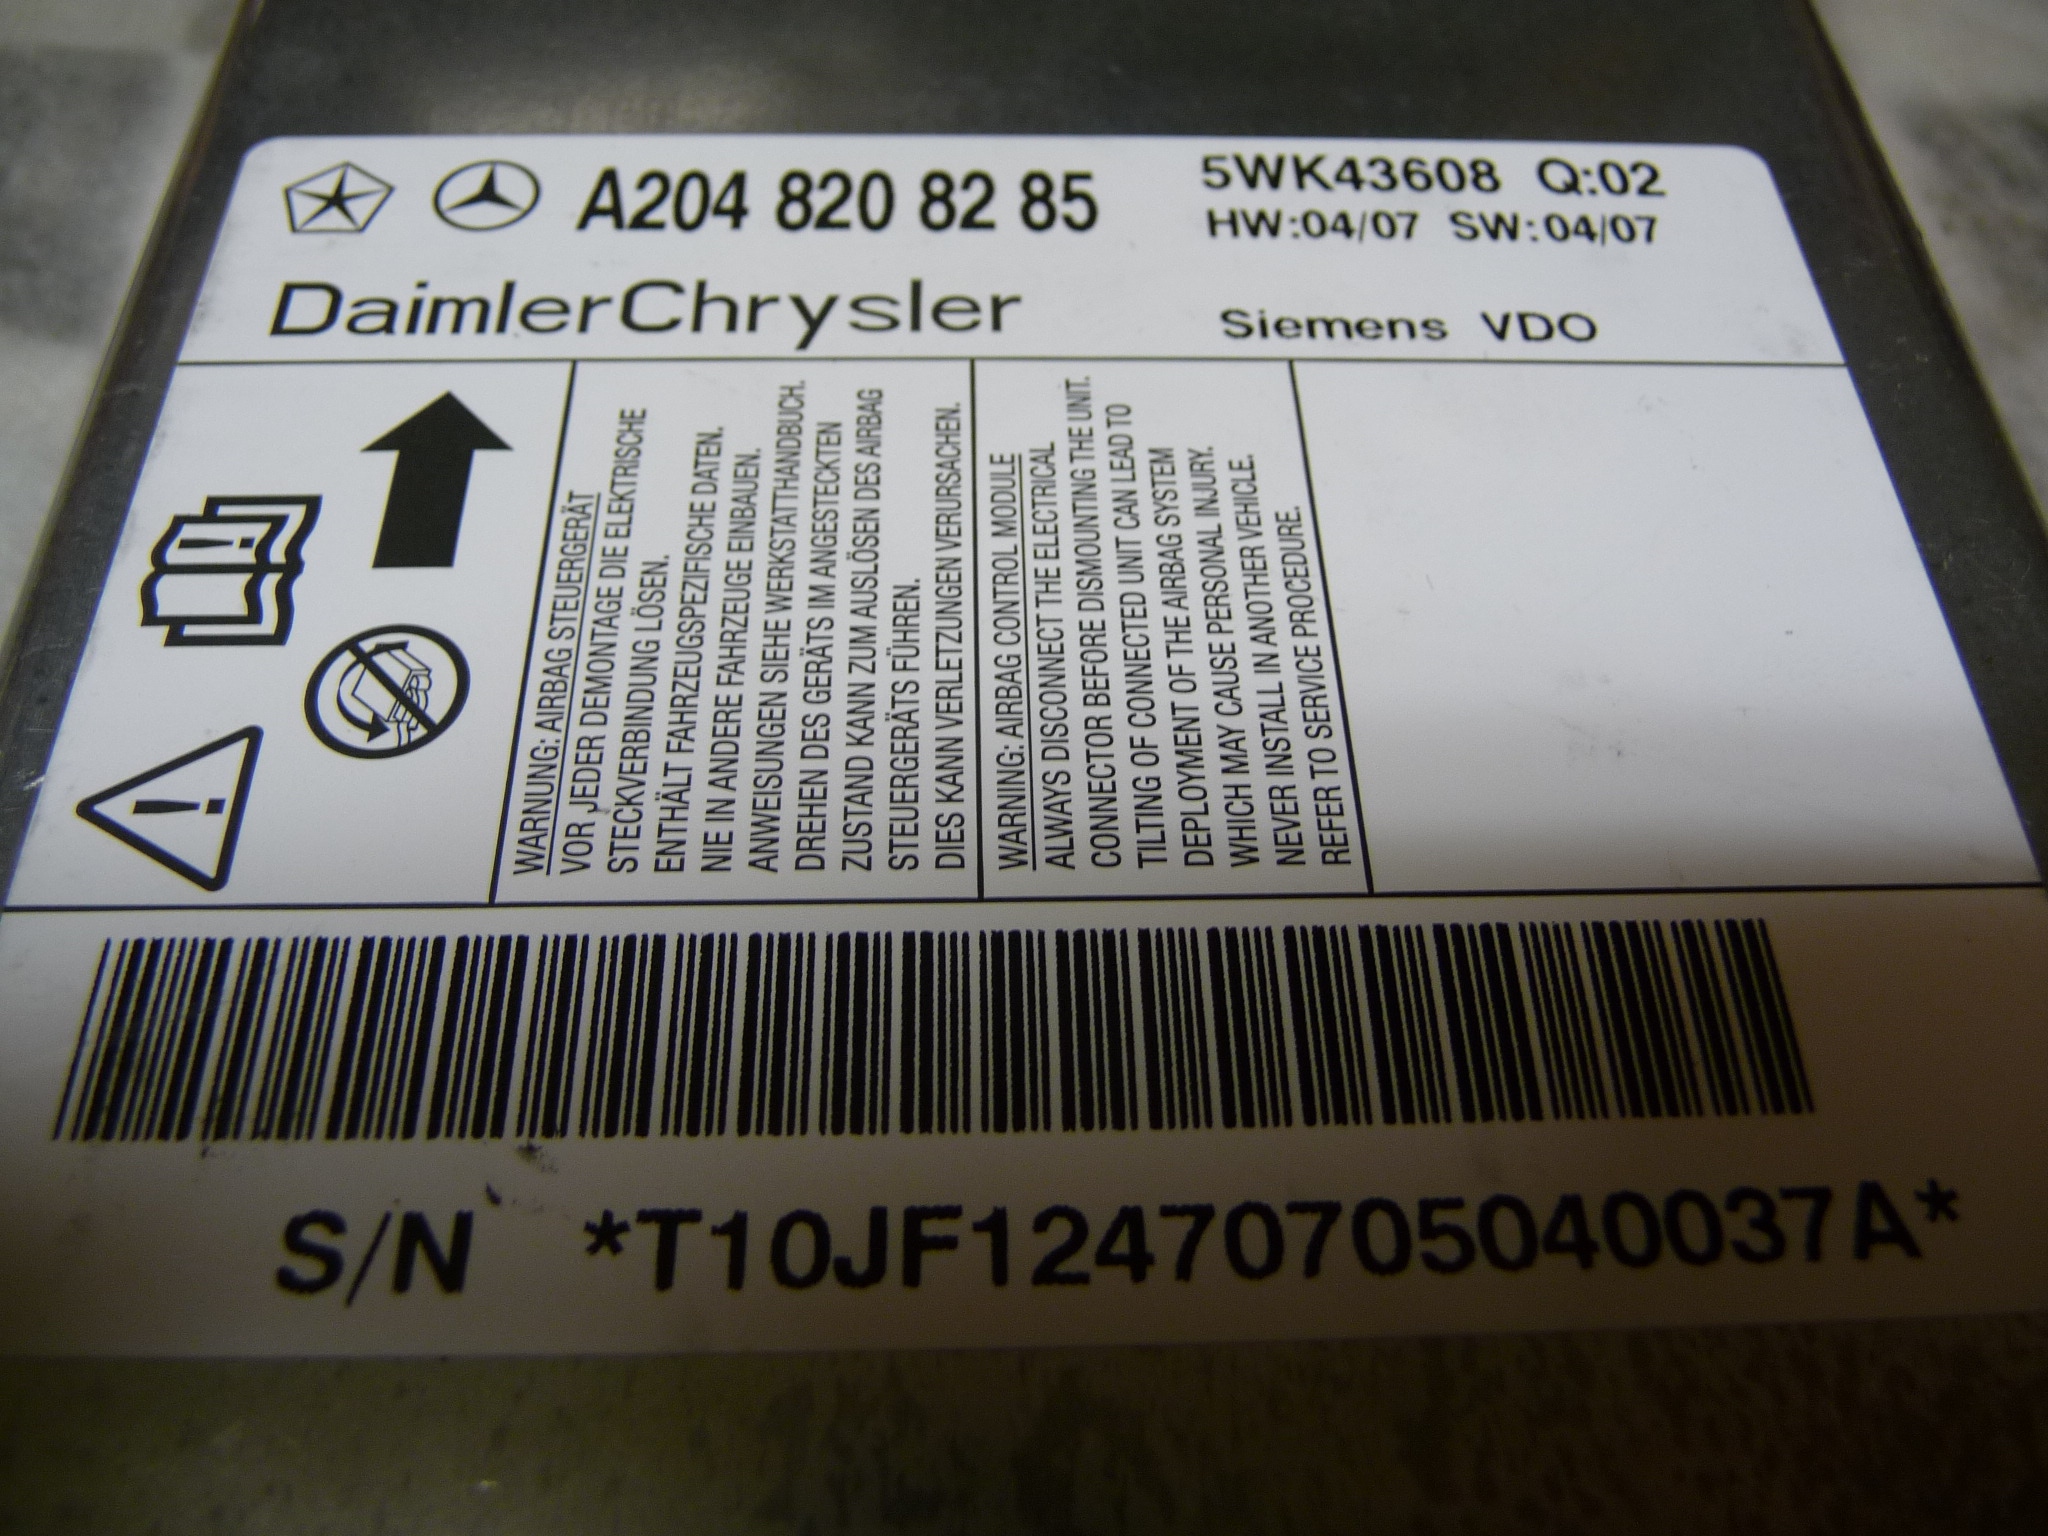 A204 820 82 85
5WK43608 Q:02
HW:04/07 SW:04/07
DaimlerChrysler
Siemens VDO
WARNUNG: AIRBAG STEUERGERÄT
VOR JEDER DEMONTAGE DIE ELEKTRISCHE
STECKVERBINDUNG LÖSEN.
ENTHÄLT FAHRZEUGSPEZIFISCHE DATEN.
NIE IN ANDERE FAHRZEUGE EINBAUEN.
ANWEISUNGEN SIEHE WERKSTATTHANDBUCH.
DREHEN DES GERÄTS IM ANGESTECKTEN
ZUSTAND KANN ZUM AUSLÖSEN DES AIRBAG
STEUERGERÄTS FÜHREN.
DIES KANN VERLETZUNGEN VERURSACHEN.
WARNING: AIRBAG CONTROL MODULE
ALWAYS DISCONNECT THE ELECTRICAL
CONNECTOR BEFORE DISMOUNTING THE UNIT.
TILTING OF CONNECTED UNIT CAN LEAD TO
DEPLOYMENT OF THE AIRBAG SYSTEM
WHICH MAY CAUSE PERSONAL INJURY.
NEVER INSTALL IN ANOTHER VEHICLE.
REFER TO SERVICE PROCEDURE.
S/N *T10JF12470705040037A*